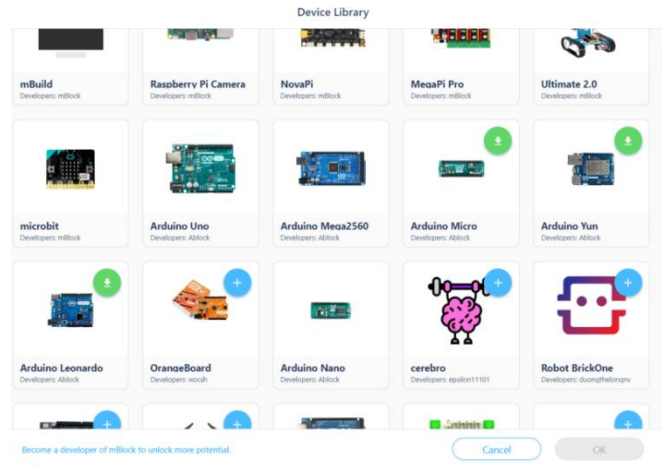 Device Library
mBuild
Developers: mBlock
Raspberry Pi Camera
Developers: mBlock
NovaPi
Developers: mBlock
MegaPi Pro
Developers: mBlock
Ultimate 2.0
Developers: mBlock
microbit
Developers: mBlock
Arduino Uno
Developers: Ablock
Arduino Mega2560
Developers: Ablock
Arduino Micro
Developers: Ablock
Arduino Yun
Developers: Ablock
Arduino Leonardo
Developers: Ablock
OrangeBoard
Developers: woojh
Arduino Nano
Developers: Ablock
cerebro
Developers: epsilon11101
Robot BrickOne
Developers: duongthelongnv
Become a developer of mBlock to unlock more potential.
Cancel
OK